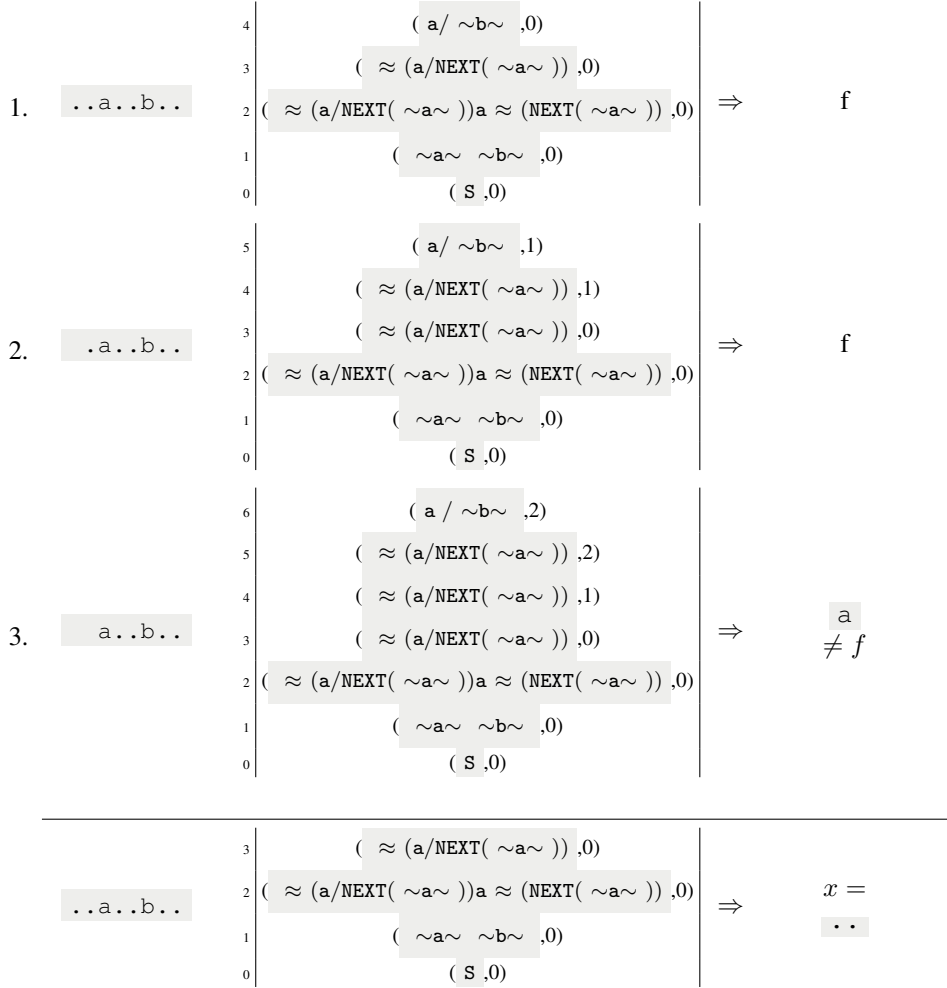 4 ( a/ ∼b∼ ,0)
3 ( ≈ (a/NEXT( ∼a∼ )) ,0)
1. ..a..b.. 2 ( ≈ (a/NEXT( ∼a∼ ))a ≈ (NEXT( ∼a∼ )) ,0) ⇒ f
1 ( ∼a∼ ∼b∼ ,0)
0 ( S ,0)
5 ( a/ ∼b∼ ,1)
4 ( ≈ (a/NEXT( ∼a∼ )) ,1)
2. .a..b.. 3 ( ≈ (a/NEXT( ∼a∼ )) ,0) ⇒ f
2 ( ≈ (a/NEXT( ∼a∼ ))a ≈ (NEXT( ∼a∼ )) ,0)
1 ( ∼a∼ ∼b∼ ,0)
0 ( S ,0)
6 ( a / ∼b∼ ,2)
5 ( ≈ (a/NEXT( ∼a∼ )) ,2)
4 ( ≈ (a/NEXT( ∼a∼ )) ,1) a
3. a..b.. 3 ( ≈ (a/NEXT( ∼a∼ )) ,0) ⇒ ≠ f
2 ( ≈ (a/NEXT( ∼a∼ ))a ≈ (NEXT( ∼a∼ )) ,0)
1 ( ∼a∼ ∼b∼ ,0)
0 ( S ,0)
3 ( ≈ (a/NEXT( ∼a∼ )) ,0)
..a..b.. 2 ( ≈ (a/NEXT( ∼a∼ ))a ≈ (NEXT( ∼a∼ )) ,0) ⇒ x =
1 ( ∼a∼ ∼b∼ ,0) ..
0 ( S ,0)